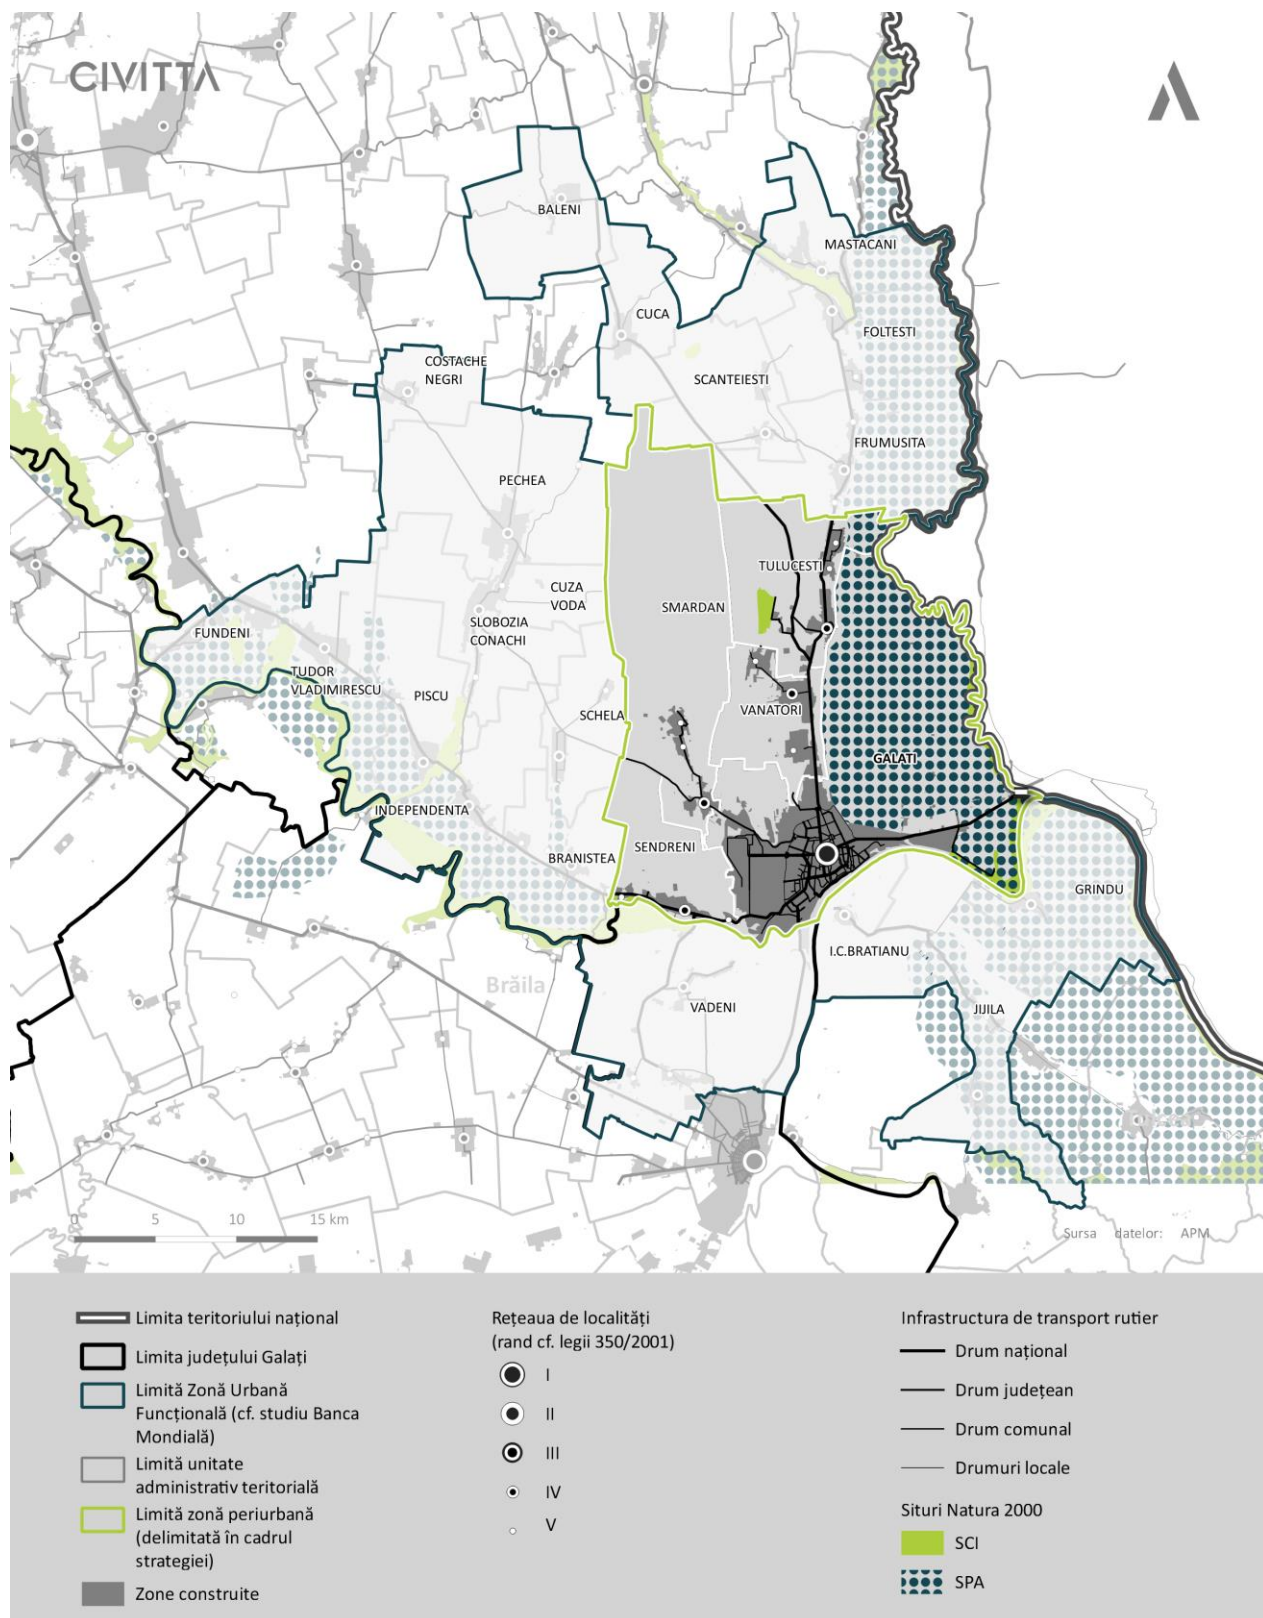 CIVITTA
BALENI
MASTACANI
CUCA
FOLTESTI
COSTACHE
NEGRI
SCANTEIESTI
FRUMUSITA
PECHEA
TULUCESTI
CUZA
VODA
SMARDAN
SLOBOZIA
CONACHI
FUNDENI
TUDOR
VLADIMIRESCU
PISCU
SCHELA
VANATORI
GALATI
INDEPENDENTA
SENDRENI
BRANISTEA
GRINDU
I.C.BRATIANU
Brăila
VADENI
JIJILA
0 5 10 15 km
Sursa datelor: APM
Limita teritoriului național
Limita județului Galați
Limită Zonă Urbană
Funcțională (cf. studiu Banca
Mondială)
Limită unitate
administrativ teritorială
Limită zonă periurbană
(delimitată în cadrul
strategiei)
Zone construite
Rețeaua de localități
(rand cf. legii 350/2001)
I
II
III
IV
V
Infrastructura de transport rutier
Drum național
Drum județean
Drum comunal
Drumuri locale
Situri Natura 2000
SCI
SPA